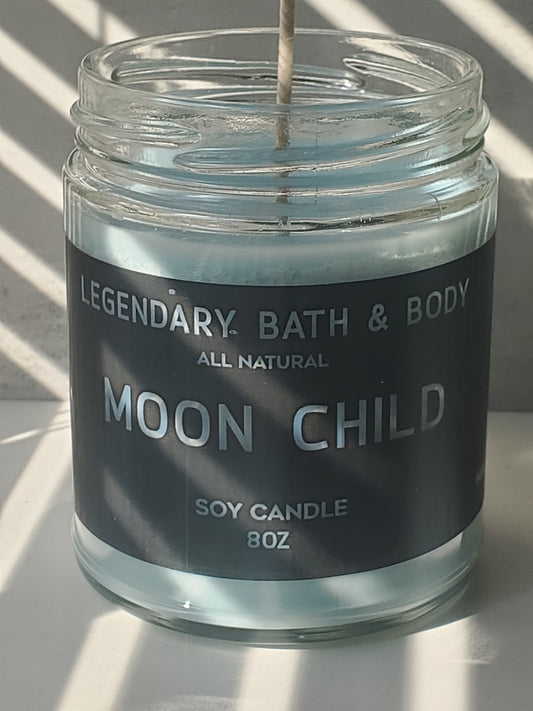 LEGENDARY BATH & BODY
ALL NATURAL
MOON CHILD
SOY CANDLE
8OZ